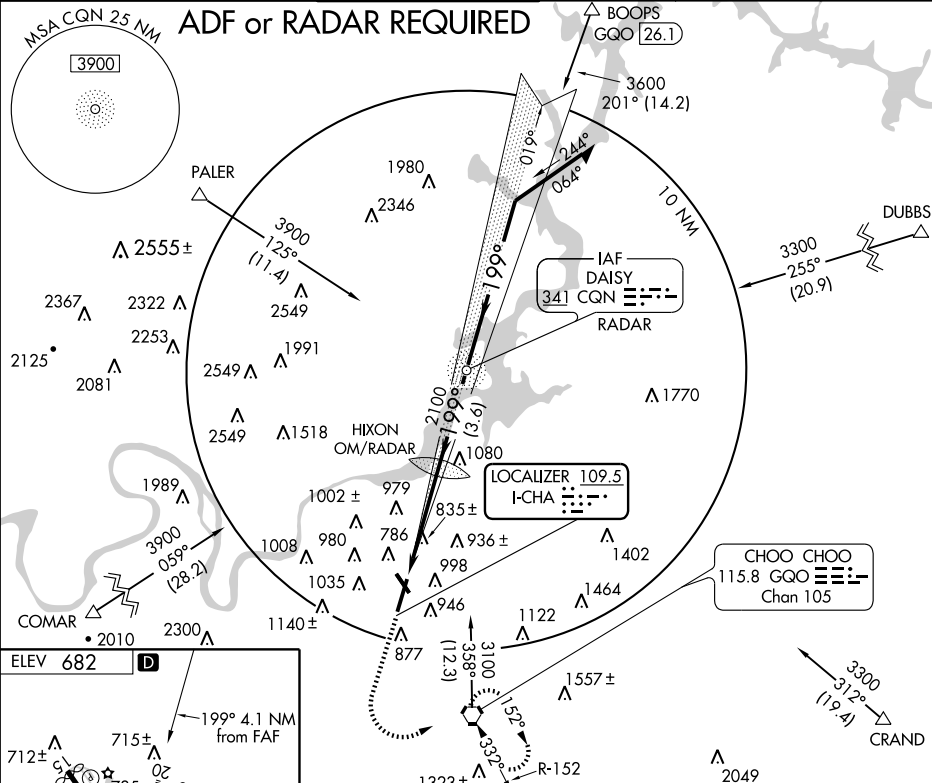 ADF or RADAR REQUIRED
MSA CQN 25 NM
3900
BOOPS
GQO 26.1
3600
201° (14.2)
019°
244°
064°
10 NM
PALER
3900
125°
(11.4)
1980
2346
2555 ±
2549
2367
2322
2253
2125
2081
2549
1991
2549
1518
DUBBS
3300
255°
(20.9)
IAF
DAISY
341 CQN
RADAR
199°
2100
199°
(3.6)
1770
HIXON
OM/RADAR
1080
LOCALIZER 109.5
I-CHA
1989
1002 ±
979
835 ±
1008
980
786
936 ±
1402
1035
998
946
1464
1140 ±
877
1122
3900
059°
(28.2)
COMAR
2010
2300
CHOO CHOO
115.8 GQO
Chan 105
3100
358°
(12.3)
1557 ±
3300
312°
(19.4)
CRAND
152°
332°
R-152
2049
ELEV 682 D
199° 4.1 NM
from FAF
712 ±
715 ±
20